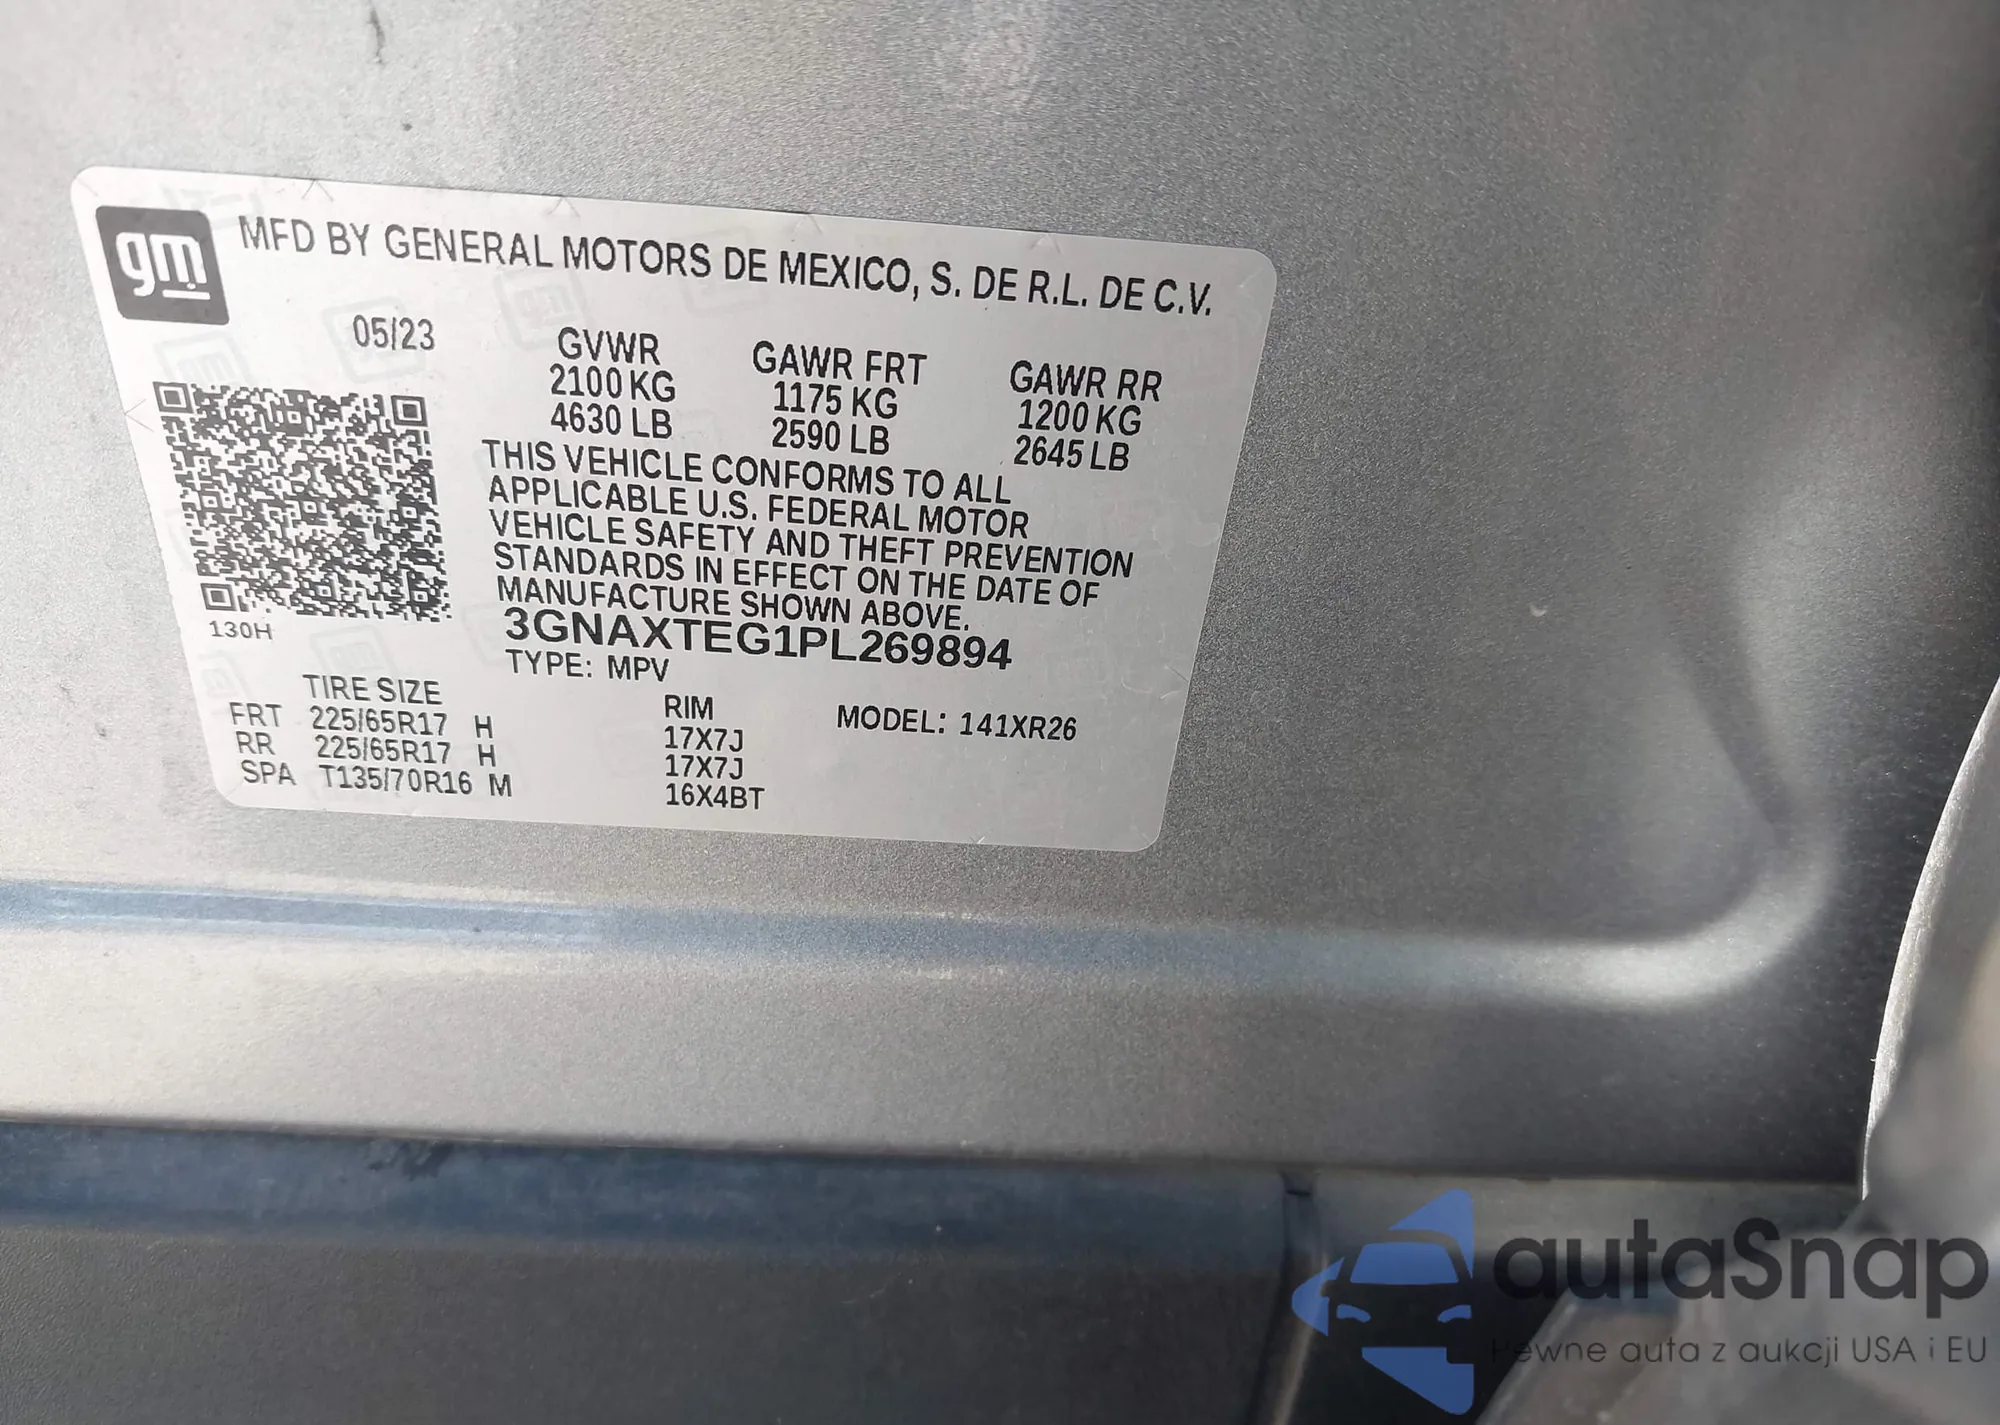 gm
MFD BY GENERAL MOTORS DE MEXICO, S. DE R.L. DE C.V.
05/23
GVWR GAWR FRT GAWR RR
2100 KG 1175 KG 1200 KG
4630 LB 2590 LB 2645 LB
THIS VEHICLE CONFORMS TO ALL
APPLICABLE U.S. FEDERAL MOTOR
VEHICLE SAFETY AND THEFT PREVENTION
STANDARDS IN EFFECT ON THE DATE OF
MANUFACTURE SHOWN ABOVE.
3GNAXTEG1PL269894
TYPE: MPV
130H
TIRE SIZE RIM MODEL: 141XR26
FRT 225/65R17 H 17X7J
RR 225/65R17 H 17X7J
SPA T135/70R16 M 16X4BT
autaSnap
Pewne auta z aukcji USA i EU